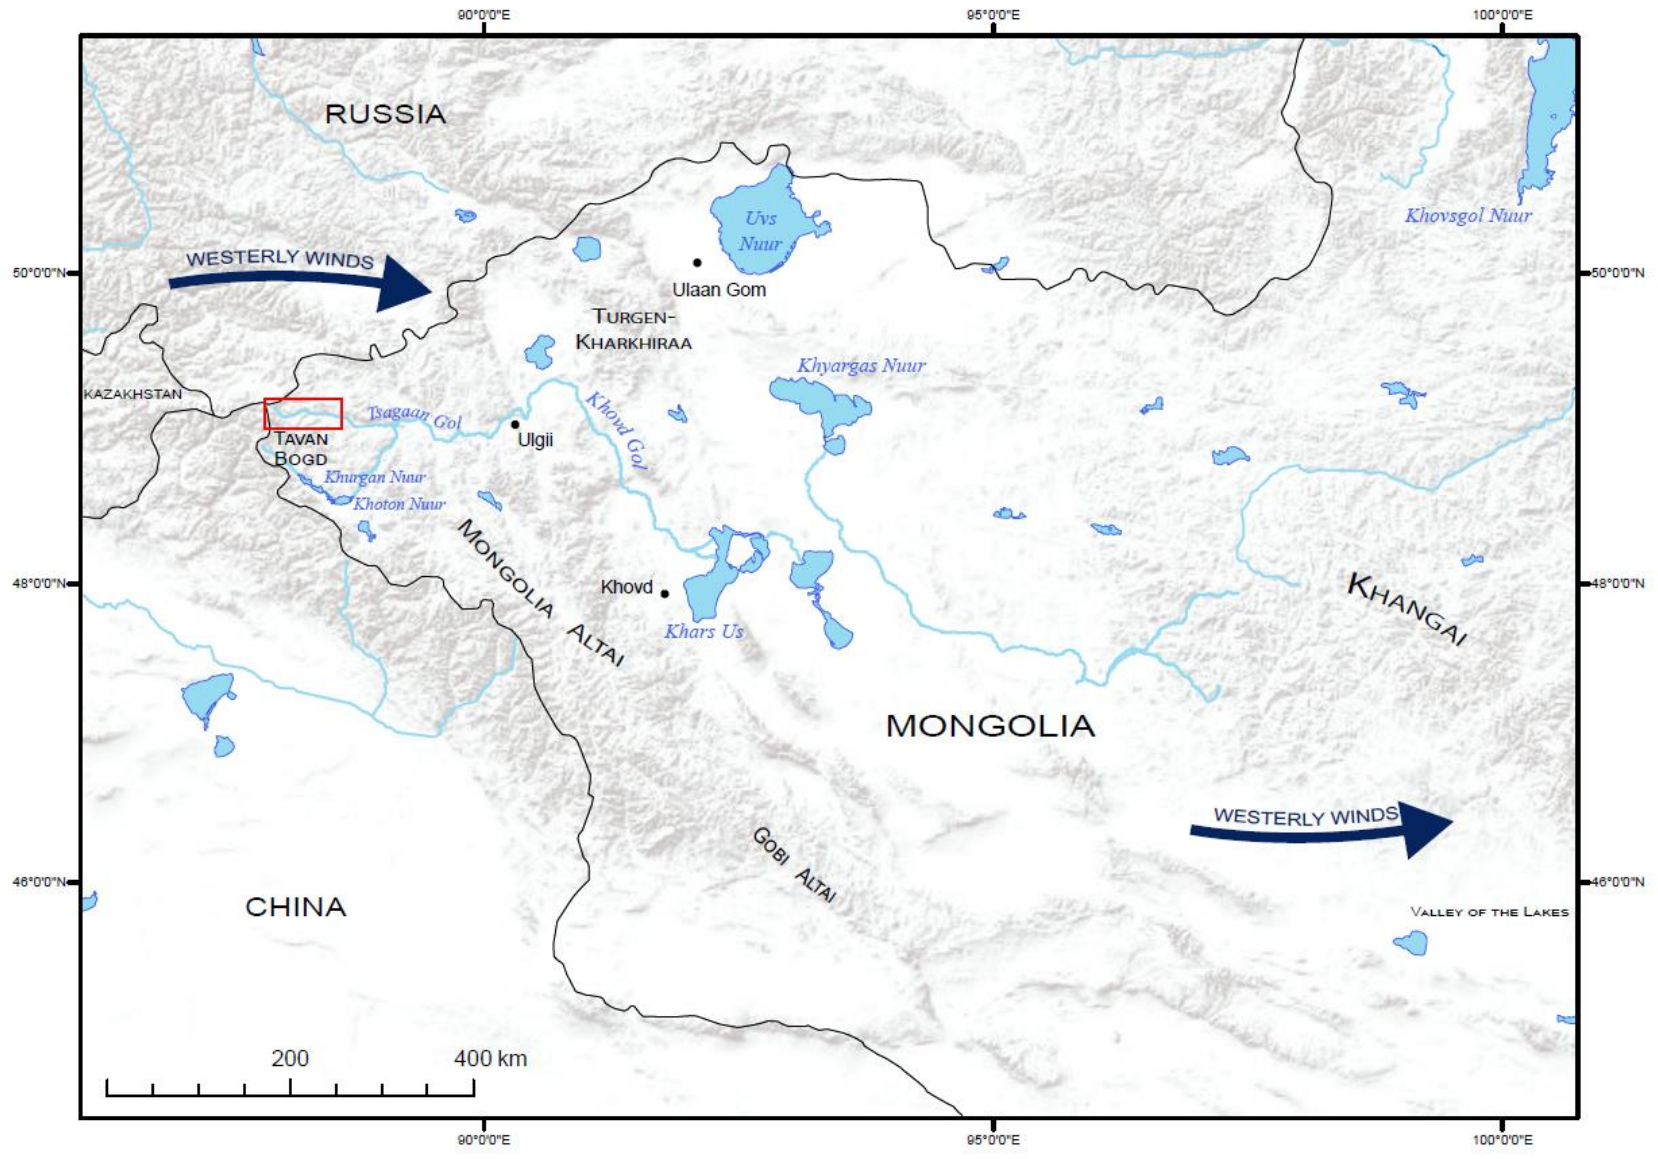 90°0'0"E
95°0'0"E
100°0'0"E
RUSSIA
Khovsgol Nuur
Uvs
Nuur
WESTERLY WINDS
50°0'0"N
50°0'0"N
Ulaan Gom
TURGEN-
KHARKHIRAA
Khyargas Nuur
KAZAKHSTAN
Tsagaan Gol
Khovd Gol
Ulgii
TAVAN
BOGD
Khurgan Nuur
Khoton Nuur
MONGOLIA ALTAI
48°0'0"N
48°0'0"N
Khovd
KHANGAI
Khars Us
MONGOLIA
WESTERLY WINDS
GOBI ALTAI
46°0'0"N
46°0'0"N
CHINA
VALLEY OF THE LAKES
200
400 km
90°0'0"E
95°0'0"E
100°0'0"E